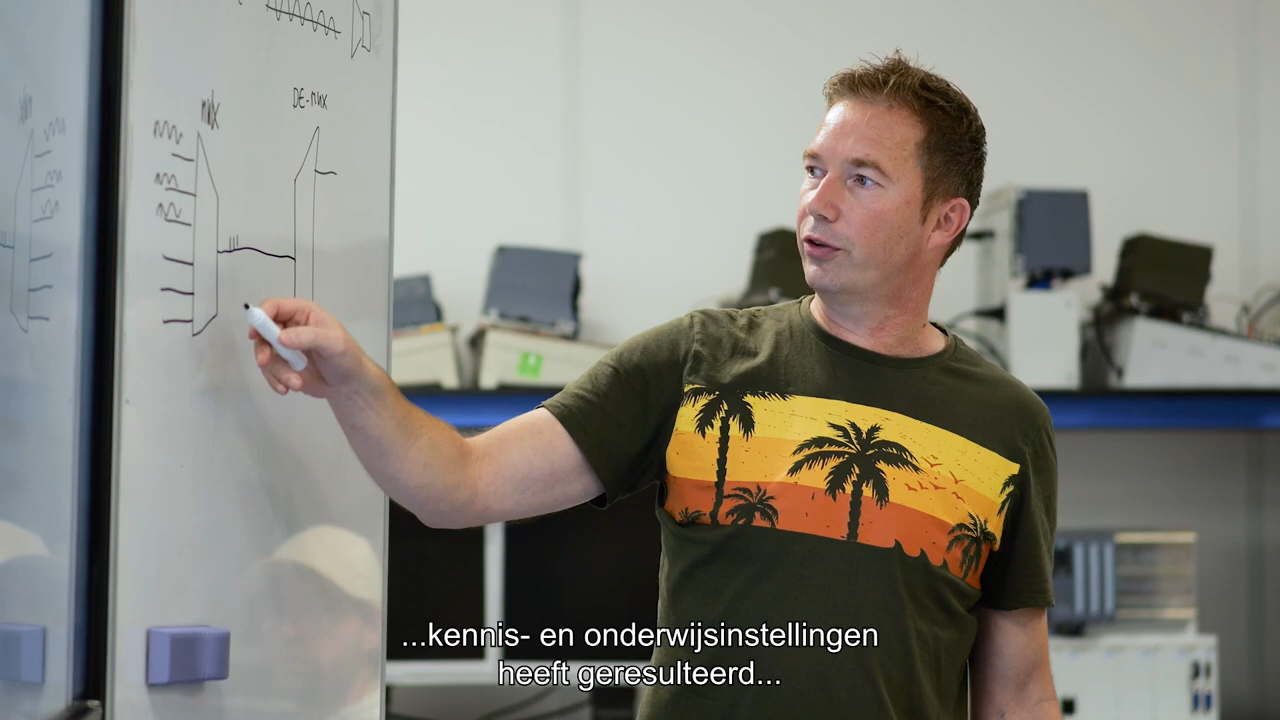 MUX
DE-MUX
...kennis- en onderwijsinstellingen
heeft geresulteerd...